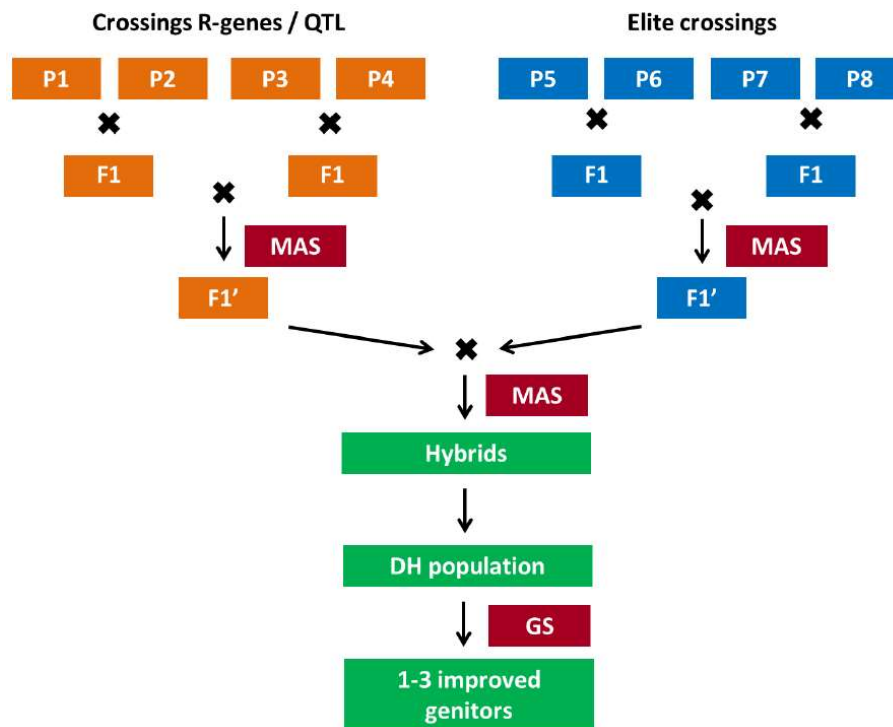 Crossings R-genes / QTL
Elite crossings
P1 P2 P3 P4
P5 P6 P7 P8
F1 F1
F1 F1
MAS
MAS
F1’
F1’
MAS
Hybrids
DH population
GS
1-3 improved
genitors